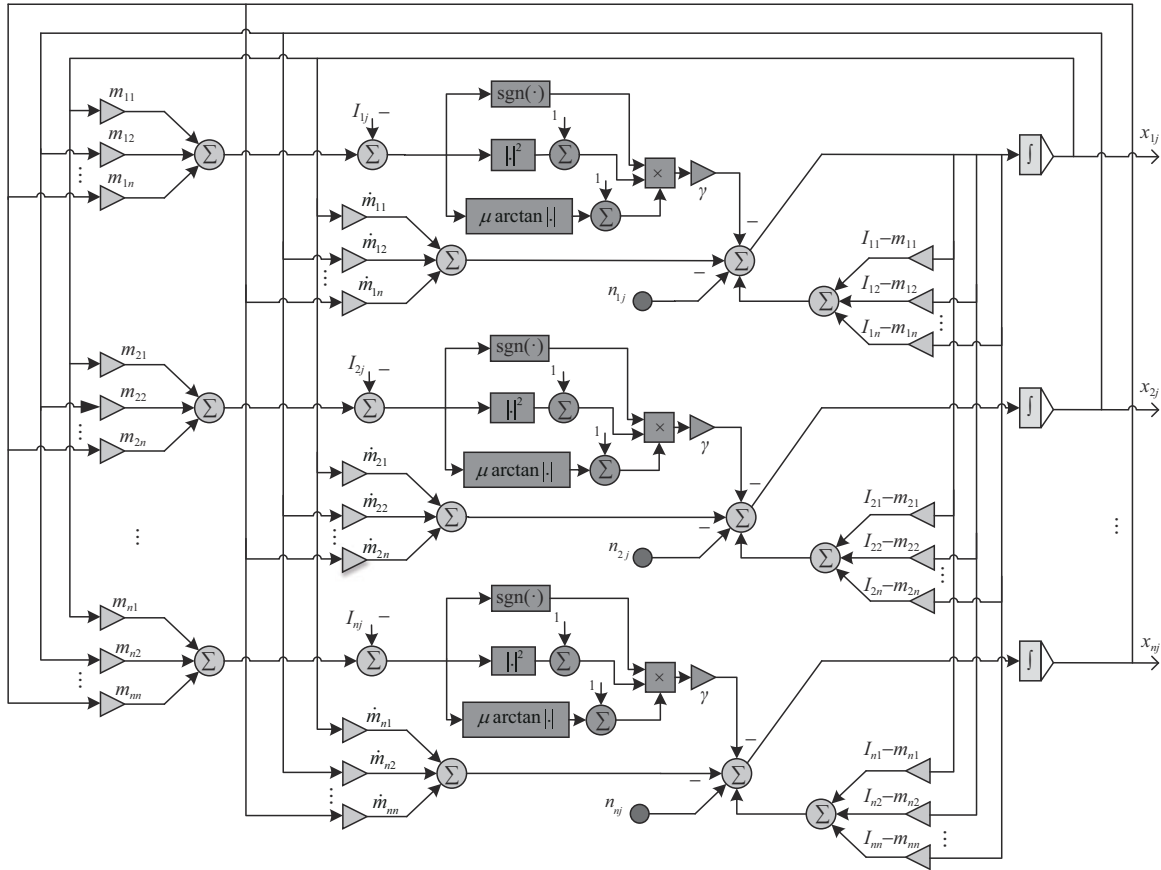 m₁₁
m₁₂
⋮
m₁ₙ
Σ
I₁ⱼ −
Σ
sgn(·)
|·|²
1
Σ
μ arctan|·|
1
Σ
×
γ
−
ṁ₁₁
ṁ₁₂
⋮
ṁ₁ₙ
Σ
−
Σ
n₁ⱼ
I₁₁−m₁₁
I₁₂−m₁₂
⋮
I₁ₙ−m₁ₙ
Σ
∫
x₁ⱼ
m₂₁
m₂₂
⋮
m₂ₙ
Σ
I₂ⱼ −
Σ
sgn(·)
|·|²
1
Σ
μ arctan|·|
1
Σ
×
γ
−
ṁ₂₁
ṁ₂₂
⋮
ṁ₂ₙ
Σ
−
Σ
n₂ⱼ
I₂₁−m₂₁
I₂₂−m₂₂
⋮
I₂ₙ−m₂ₙ
Σ
∫
x₂ⱼ
⋮
⋮
mₙ₁
mₙ₂
⋮
mₙₙ
Σ
Iₙⱼ −
Σ
sgn(·)
|·|²
1
Σ
μ arctan|·|
1
Σ
×
γ
−
ṁₙ₁
ṁₙ₂
⋮
ṁₙₙ
Σ
−
Σ
nₙⱼ
Iₙ₁−mₙ₁
Iₙ₂−mₙ₂
⋮
Iₙₙ−mₙₙ
Σ
∫
xₙⱼ